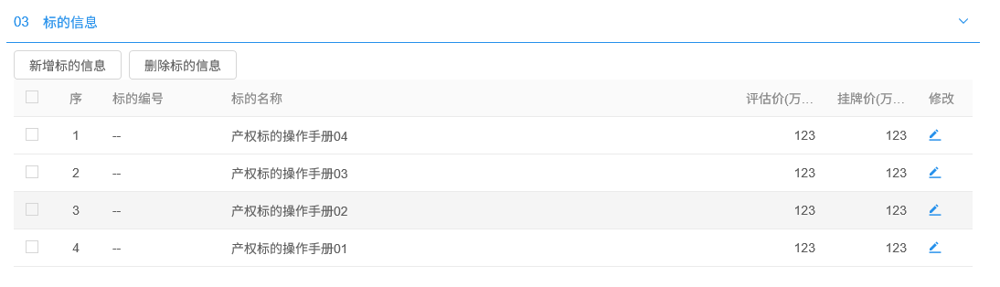 03 标的信息
新增标的信息 删除标的信息
序 标的编号 标的名称 评估价(万... 挂牌价(万... 修改
1 -- 产权标的操作手册04 123 123
2 -- 产权标的操作手册03 123 123
3 -- 产权标的操作手册02 123 123
4 -- 产权标的操作手册01 123 123